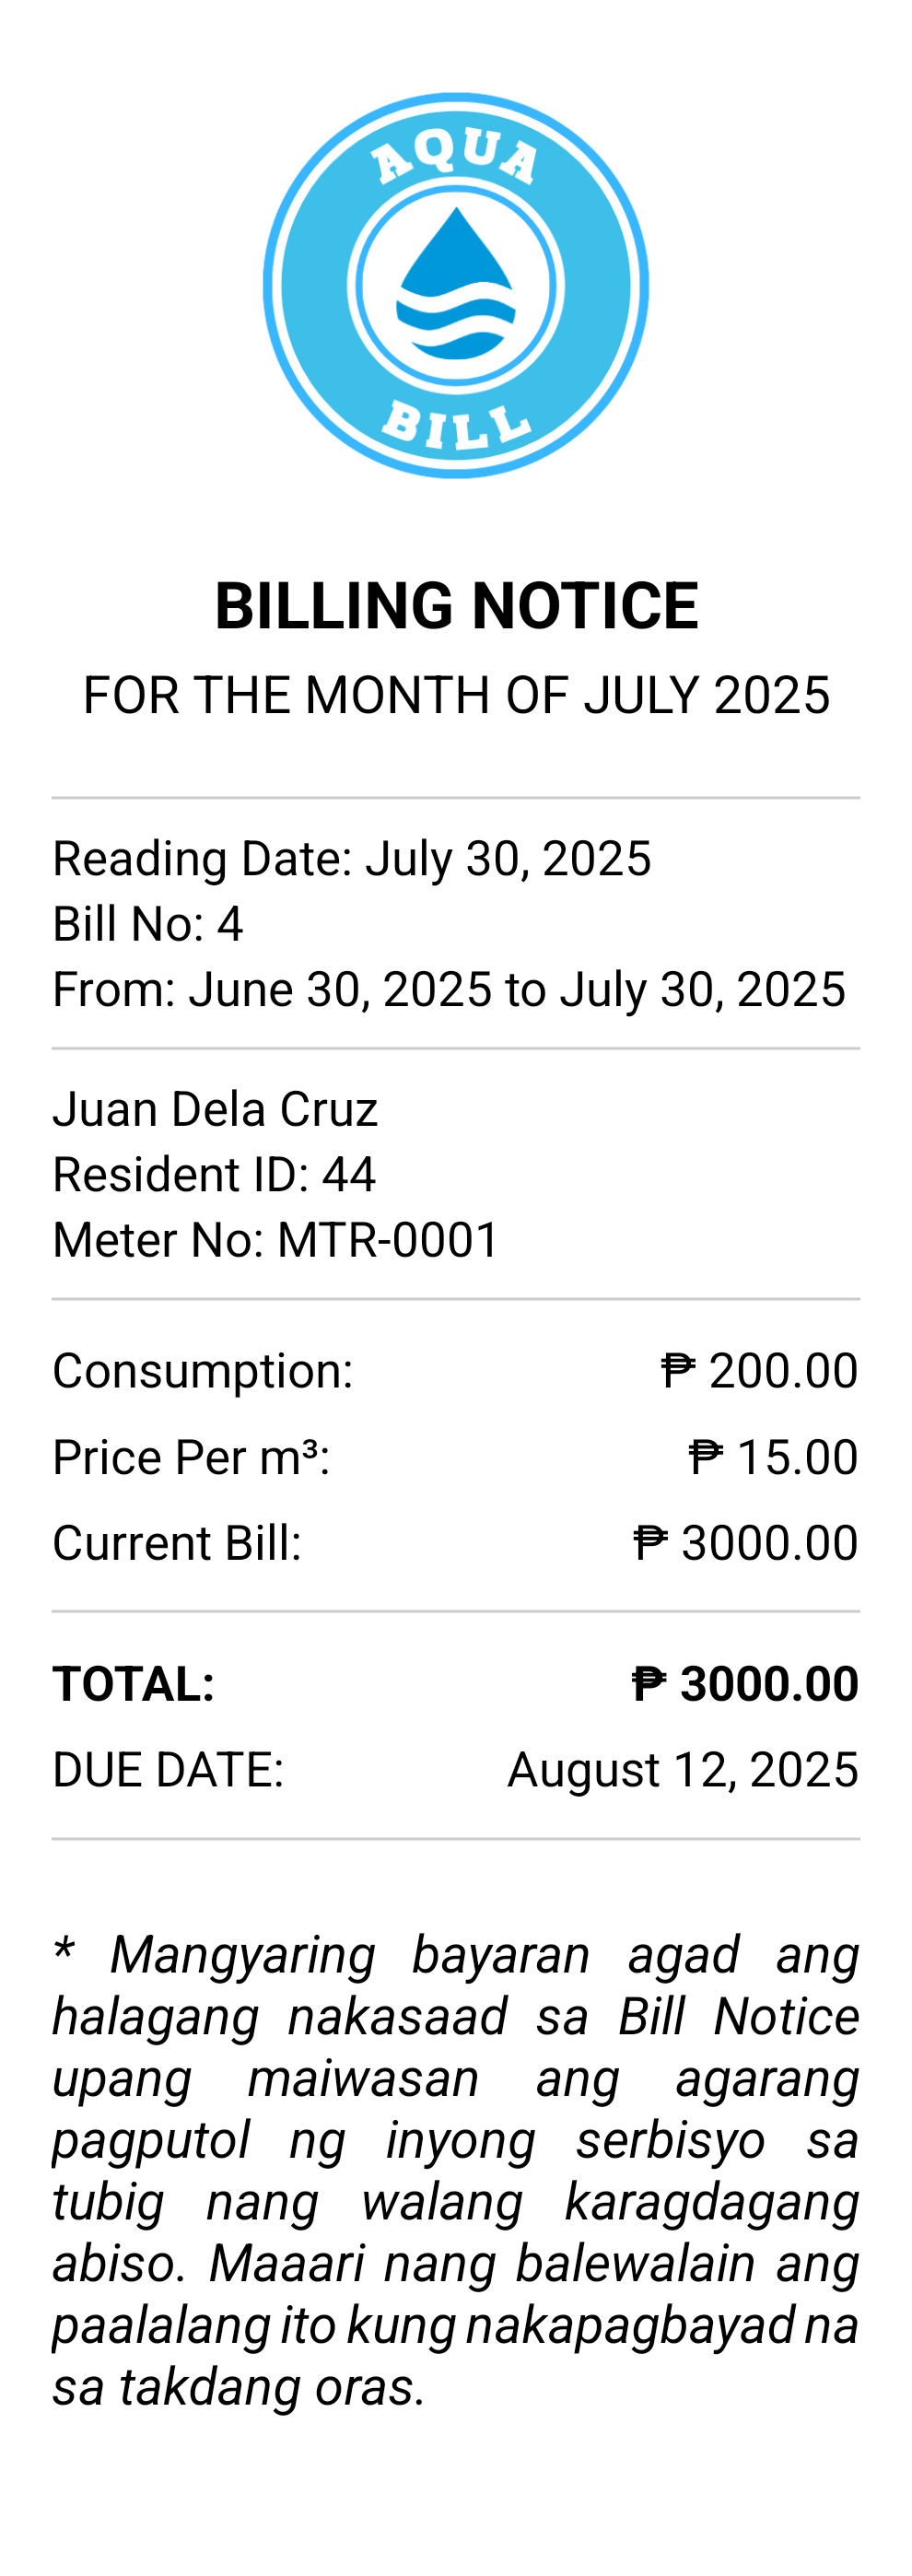 AQUA
BILL
BILLING NOTICE
FOR THE MONTH OF JULY 2025
Reading Date: July 30, 2025
Bill No: 4
From: June 30, 2025 to July 30, 2025
Juan Dela Cruz
Resident ID: 44
Meter No: MTR-0001
Consumption: ₱ 200.00
Price Per m³: ₱ 15.00
Current Bill: ₱ 3000.00
TOTAL: ₱ 3000.00
DUE DATE: August 12, 2025
* Mangyaring bayaran agad ang
halagang nakasaad sa Bill Notice
upang maiwasan ang agarang
pagputol ng inyong serbisyo sa
tubig nang walang karagdagang
abiso. Maaari nang balewalain ang
paalalang ito kung nakapagbayad na
sa takdang oras.